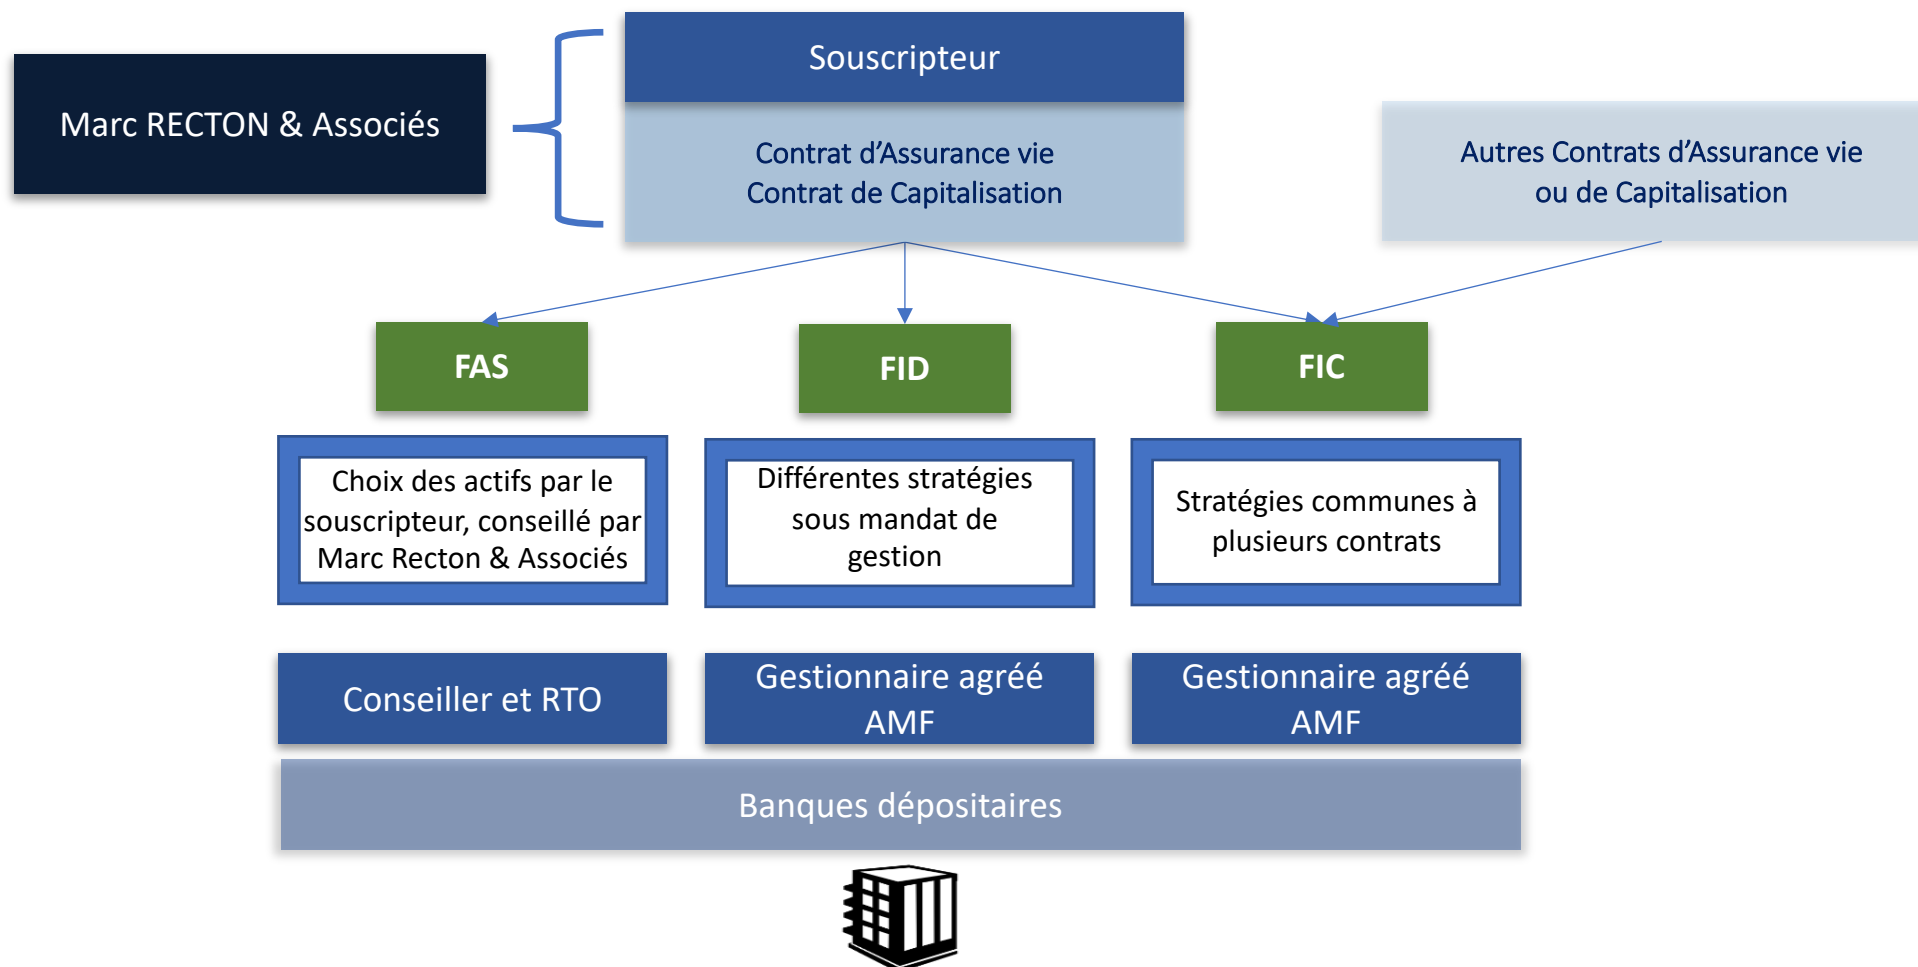 Marc RECTON & Associés
Souscripteur
Contrat d’Assurance vie
Contrat de Capitalisation
Autres Contrats d’Assurance vie
ou de Capitalisation
FAS
FID
FIC
Choix des actifs par le
souscripteur, conseillé par
Marc Recton & Associés
Différentes stratégies
sous mandat de
gestion
Stratégies communes à
plusieurs contrats
Conseiller et RTO
Gestionnaire agréé
AMF
Gestionnaire agréé
AMF
Banques dépositaires